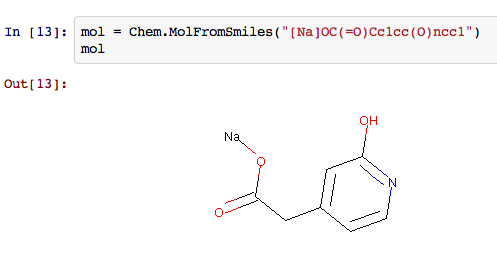 In [13]: mol = Chem.MolFromSmiles("[Na]OC(=O)Cc1cc(O)ncc1")
mol
Out[13]:
OH
Na
O
N
O